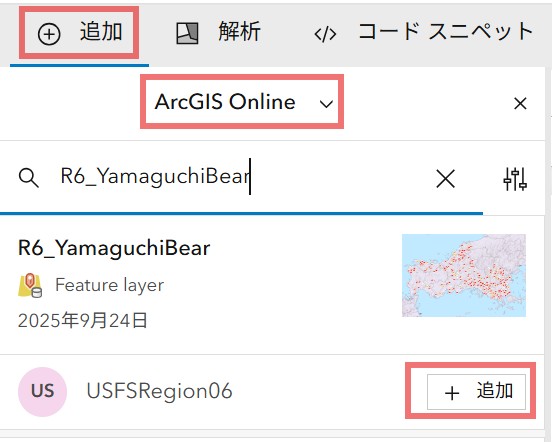 追加 解析 </> コード スニペット
ArcGIS Online
R6_YamaguchiBear
R6_YamaguchiBear
Feature layer
2025年9月24日
US USFSRegion06 + 追加